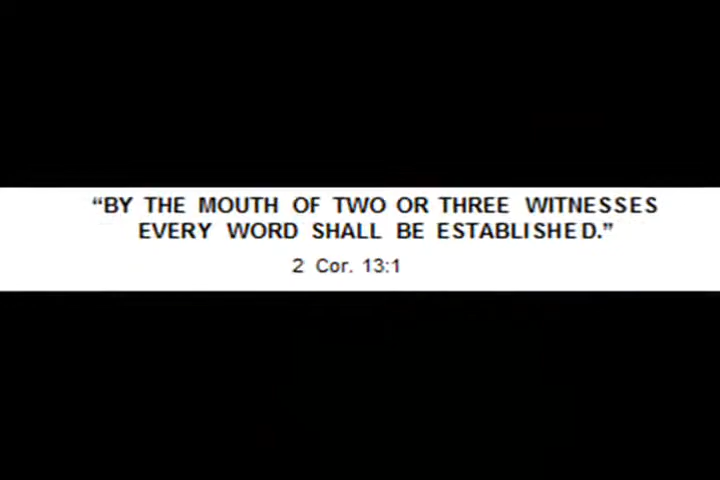 “BY THE MOUTH OF TWO OR THREE WITNESSES
EVERY WORD SHALL BE ESTABLISHED.”
2 Cor. 13:1